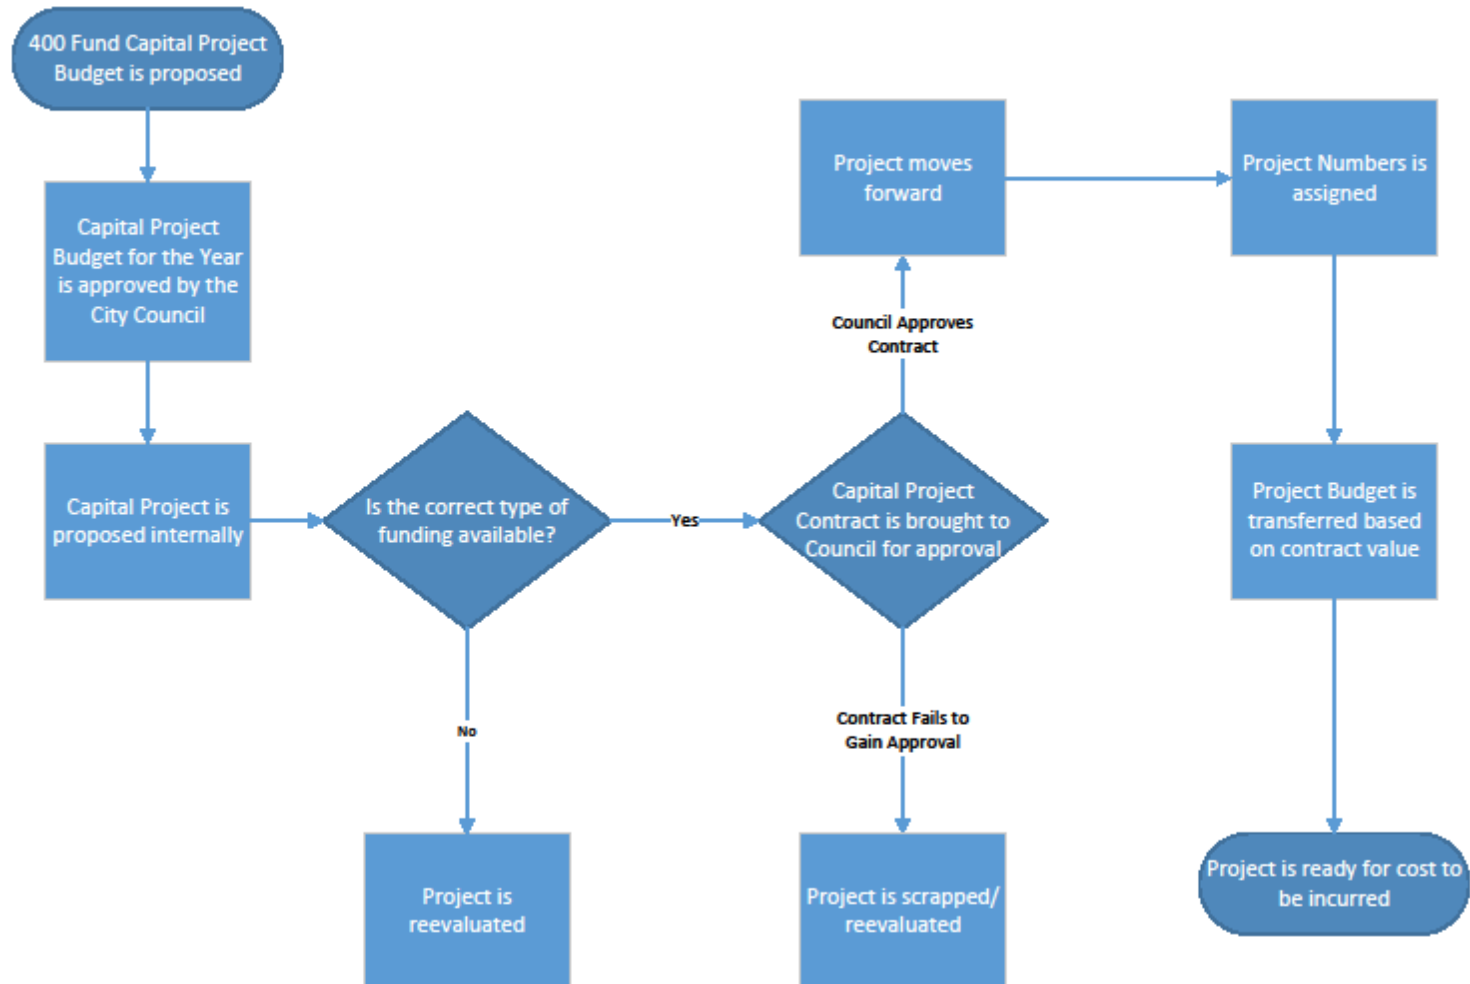 400 Fund Capital Project
Budget is proposed
Capital Project
Budget for the Year
is approved by the
City Council
Capital Project is
proposed internally
Is the correct type of
funding available?
Yes
No
Project is
reevaluated
Capital Project
Contract is brought to
Council for approval
Council Approves
Contract
Contract Fails to
Gain Approval
Project is scrapped/
reevaluated
Project moves
forward
Project Numbers is
assigned
Project Budget is
transferred based
on contract value
Project is ready for cost to
be incurred